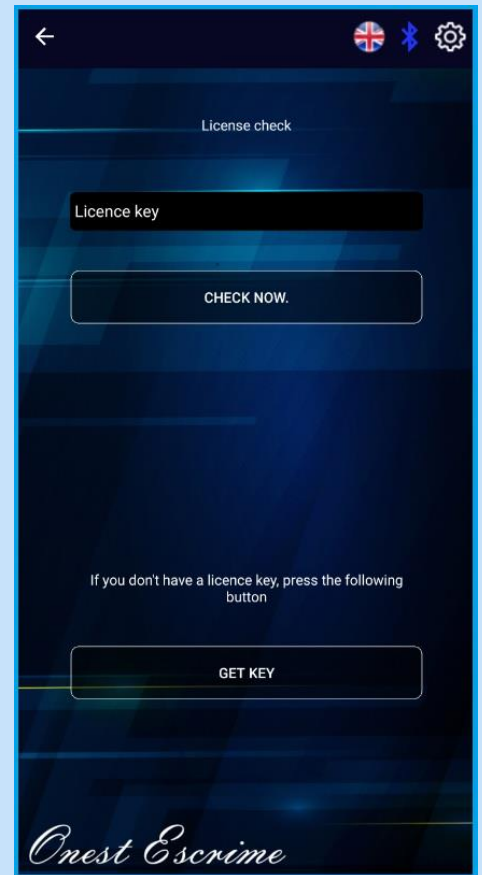 License check
Licence key
CHECK NOW.
If you don't have a licence key, press the following
button
GET KEY
Onest Escrime